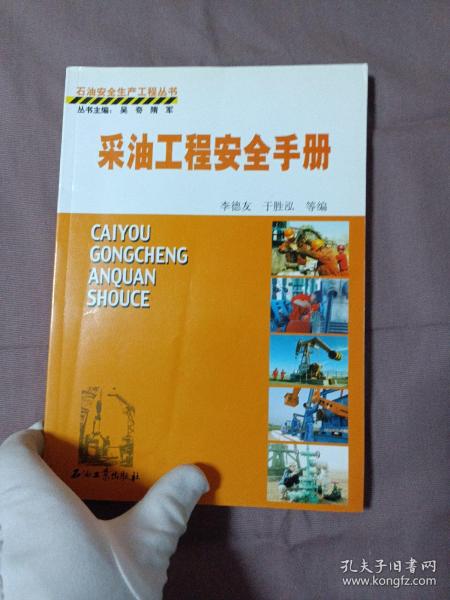 石油安全生产工程丛书
丛书主编：吴奇 隋军
采油工程安全手册
李德友 于胜泓 等编
CAIYOU
GONGCHENG
ANQUAN
SHOUCE
石油工业出版社
孔夫子旧书网
www.kongfz.com